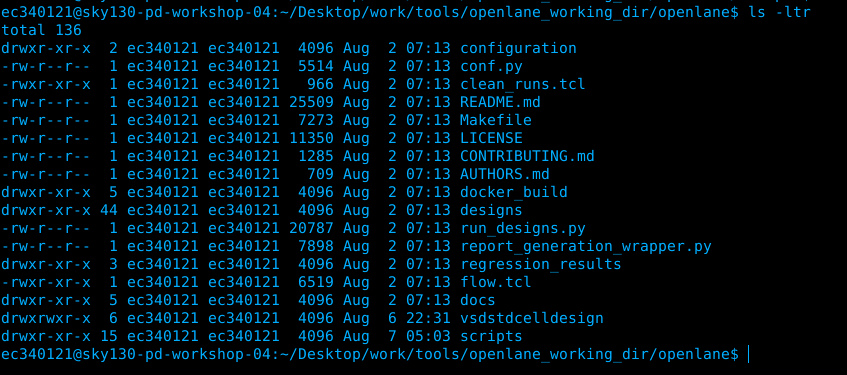 ec340121@sky130-pd-workshop-04:~/Desktop/work/tools/openlane_working_dir/openlane$ ls -ltr
total 136
drwxr-xr-x  2 ec340121 ec340121  4096 Aug  2 07:13 configuration
-rw-r--r--  1 ec340121 ec340121  5514 Aug  2 07:13 conf.py
-rwxr-xr-x  1 ec340121 ec340121   966 Aug  2 07:13 clean_runs.tcl
-rw-r--r--  1 ec340121 ec340121 25509 Aug  2 07:13 README.md
-rw-r--r--  1 ec340121 ec340121  7273 Aug  2 07:13 Makefile
-rw-r--r--  1 ec340121 ec340121 11350 Aug  2 07:13 LICENSE
-rw-r--r--  1 ec340121 ec340121  1285 Aug  2 07:13 CONTRIBUTING.md
-rw-r--r--  1 ec340121 ec340121   709 Aug  2 07:13 AUTHORS.md
drwxr-xr-x  5 ec340121 ec340121  4096 Aug  2 07:13 docker_build
drwxr-xr-x 44 ec340121 ec340121  4096 Aug  2 07:13 designs
-rw-r--r--  1 ec340121 ec340121 20787 Aug  2 07:13 run_designs.py
-rw-r--r--  1 ec340121 ec340121  7898 Aug  2 07:13 report_generation_wrapper.py
drwxr-xr-x  3 ec340121 ec340121  4096 Aug  2 07:13 regression_results
-rwxr-xr-x  1 ec340121 ec340121  6519 Aug  2 07:13 flow.tcl
drwxr-xr-x  5 ec340121 ec340121  4096 Aug  2 07:13 docs
drwxrwxr-x  6 ec340121 ec340121  4096 Aug  6 22:31 vsdstdcelldesign
drwxr-xr-x 15 ec340121 ec340121  4096 Aug  7 05:03 scripts
ec340121@sky130-pd-workshop-04:~/Desktop/work/tools/openlane_working_dir/openlane$